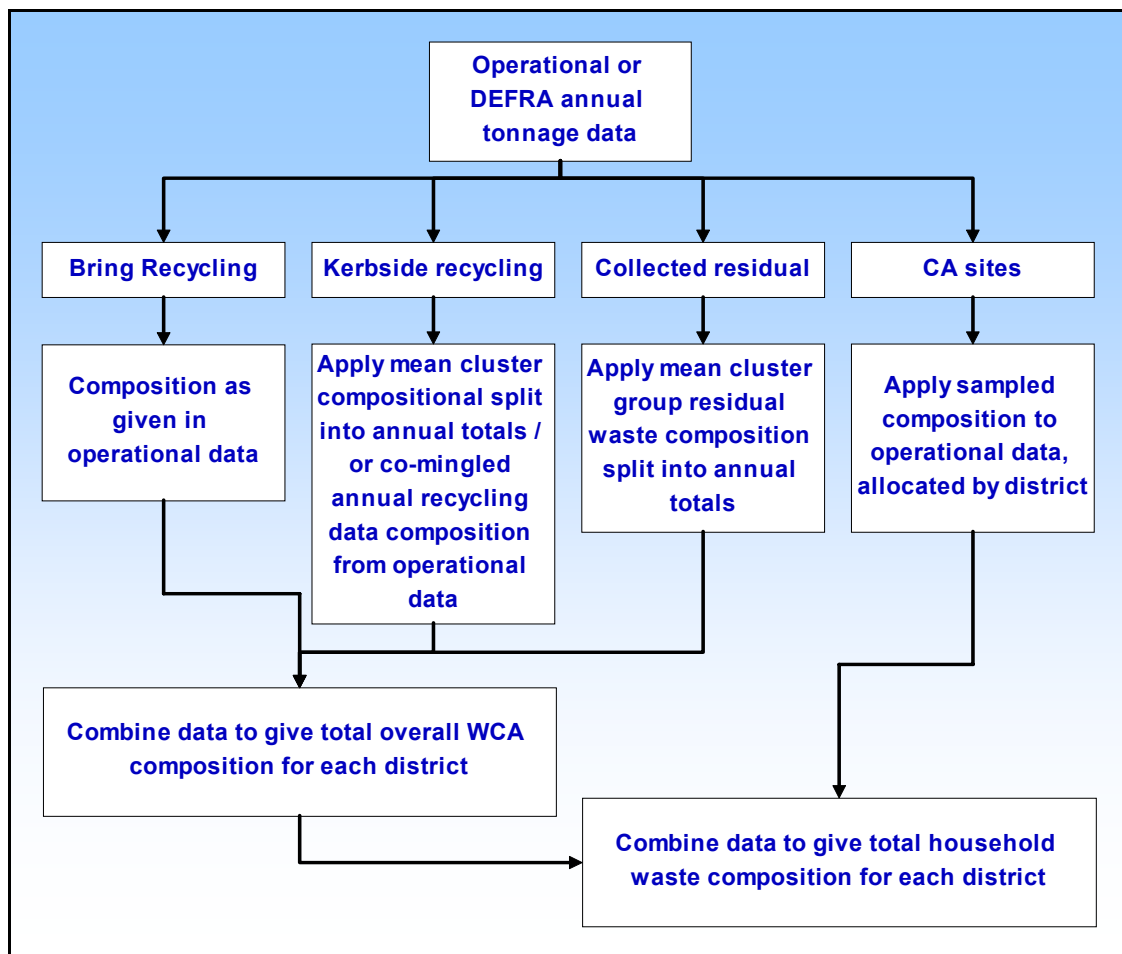 Operational or
DEFRA annual
tonnage data
Bring Recycling
Kerbside recycling
Collected residual
CA sites
Composition as
given in
operational data
Apply mean cluster
compositional split
into annual totals /
or co-mingled
annual recycling
data composition
from operational
data
Apply mean cluster
group residual
waste composition
split into annual
totals
Apply sampled
composition to
operational data,
allocated by district
Combine data to give total overall WCA
composition for each district
Combine data to give total household
waste composition for each district